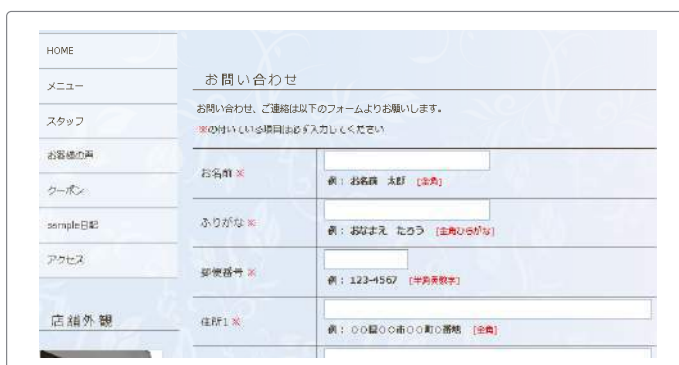 HOME
メニュー
スタッフ
お客様の声
クーポン
sample日記
アクセス
店舗外観
お問い合わせ
お問い合わせ、ご連絡は以下のフォームよりお願いします。
※の付いている項目は必ず入力してください
お名前 ※
例： お名前　太郎　[全角]
ふりがな ※
例： おなまえ　たろう　[全角ひらがな]
郵便番号 ※
例： 123-4567　[半角英数字]
住所1 ※
例： ○○国○○市○○町○番地　[全角]